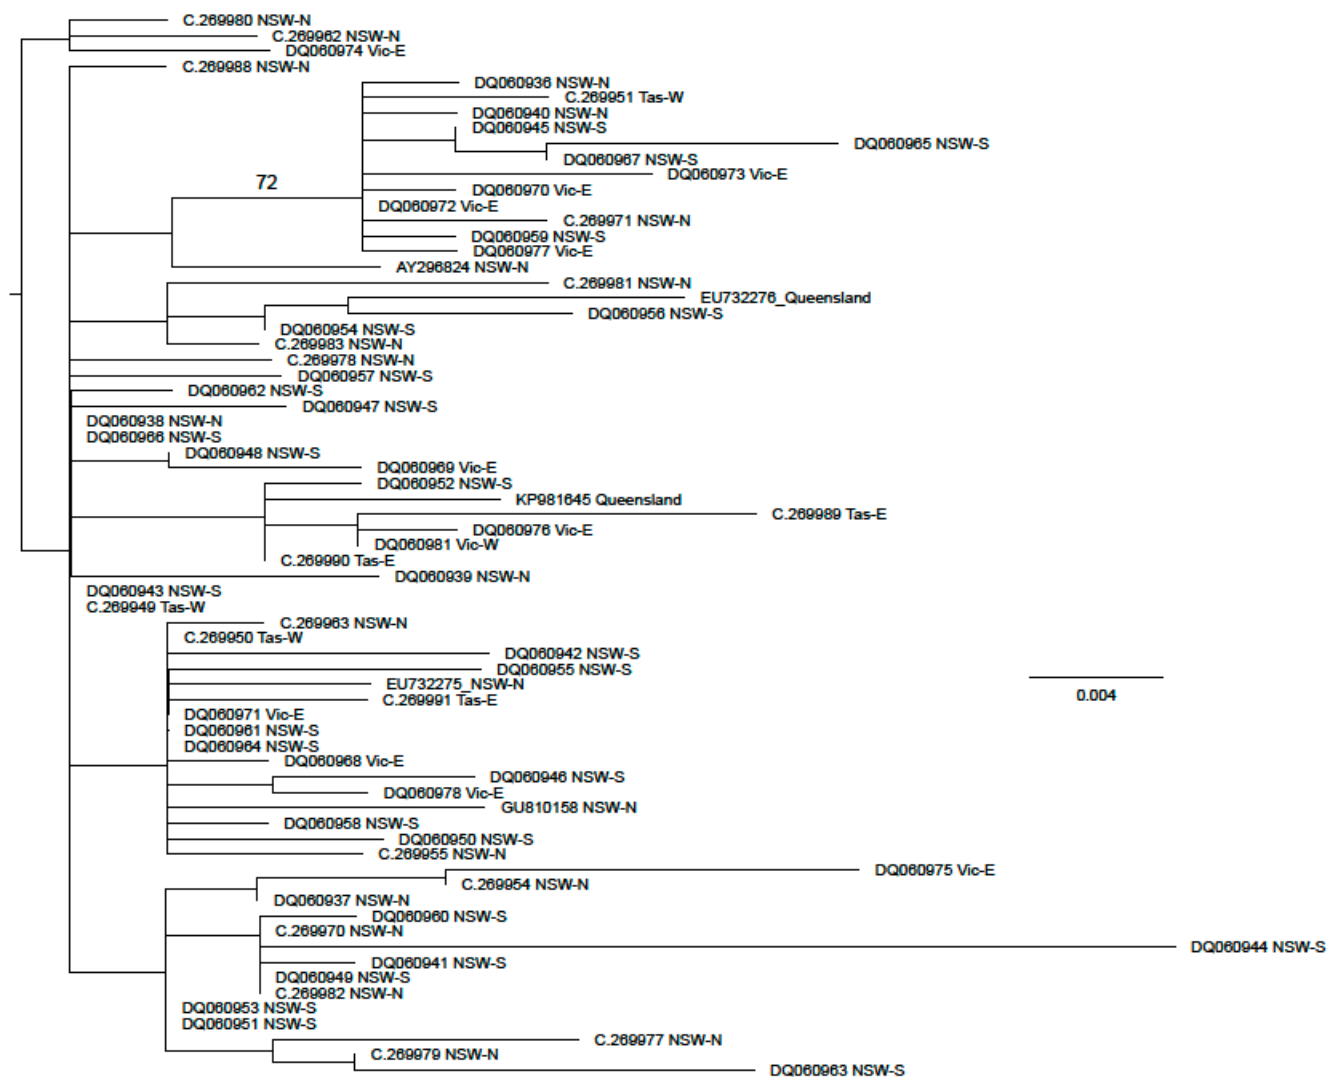 C.269980 NSW-N
C.269962 NSW-N
DQ060974 Vic-E
C.269988 NSW-N
DQ060936 NSW-N
C.269951 Tas-W
DQ060940 NSW-N
DQ060945 NSW-S
DQ060965 NSW-S
DQ060967 NSW-S
DQ060973 Vic-E
72
DQ060970 Vic-E
DQ060972 Vic-E
C.269971 NSW-N
DQ060959 NSW-S
DQ060977 Vic-E
AY296824 NSW-N
C.269981 NSW-N
EU732276_Queensland
DQ060956 NSW-S
DQ060954 NSW-S
C.269983 NSW-N
C.269978 NSW-N
DQ060957 NSW-S
DQ060962 NSW-S
DQ060947 NSW-S
DQ060938 NSW-N
DQ060966 NSW-S
DQ060948 NSW-S
DQ060969 Vic-E
DQ060952 NSW-S
KP981645 Queensland
C.269989 Tas-E
DQ060976 Vic-E
DQ060981 Vic-W
C.269990 Tas-E
DQ060939 NSW-N
DQ060943 NSW-S
C.269949 Tas-W
C.269963 NSW-N
C.269950 Tas-W
DQ060942 NSW-S
DQ060955 NSW-S
EU732275_NSW-N
C.269991 Tas-E
0.004
DQ060971 Vic-E
DQ060961 NSW-S
DQ060964 NSW-S
DQ060968 Vic-E
DQ060946 NSW-S
DQ060978 Vic-E
GU810158 NSW-N
DQ060958 NSW-S
DQ060950 NSW-S
C.269955 NSW-N
DQ060975 Vic-E
C.269954 NSW-N
DQ060937 NSW-N
DQ060960 NSW-S
C.269970 NSW-N
DQ060944 NSW-S
DQ060941 NSW-S
DQ060949 NSW-S
C.269982 NSW-N
DQ060953 NSW-S
DQ060951 NSW-S
C.269977 NSW-N
C.269979 NSW-N
DQ060963 NSW-S